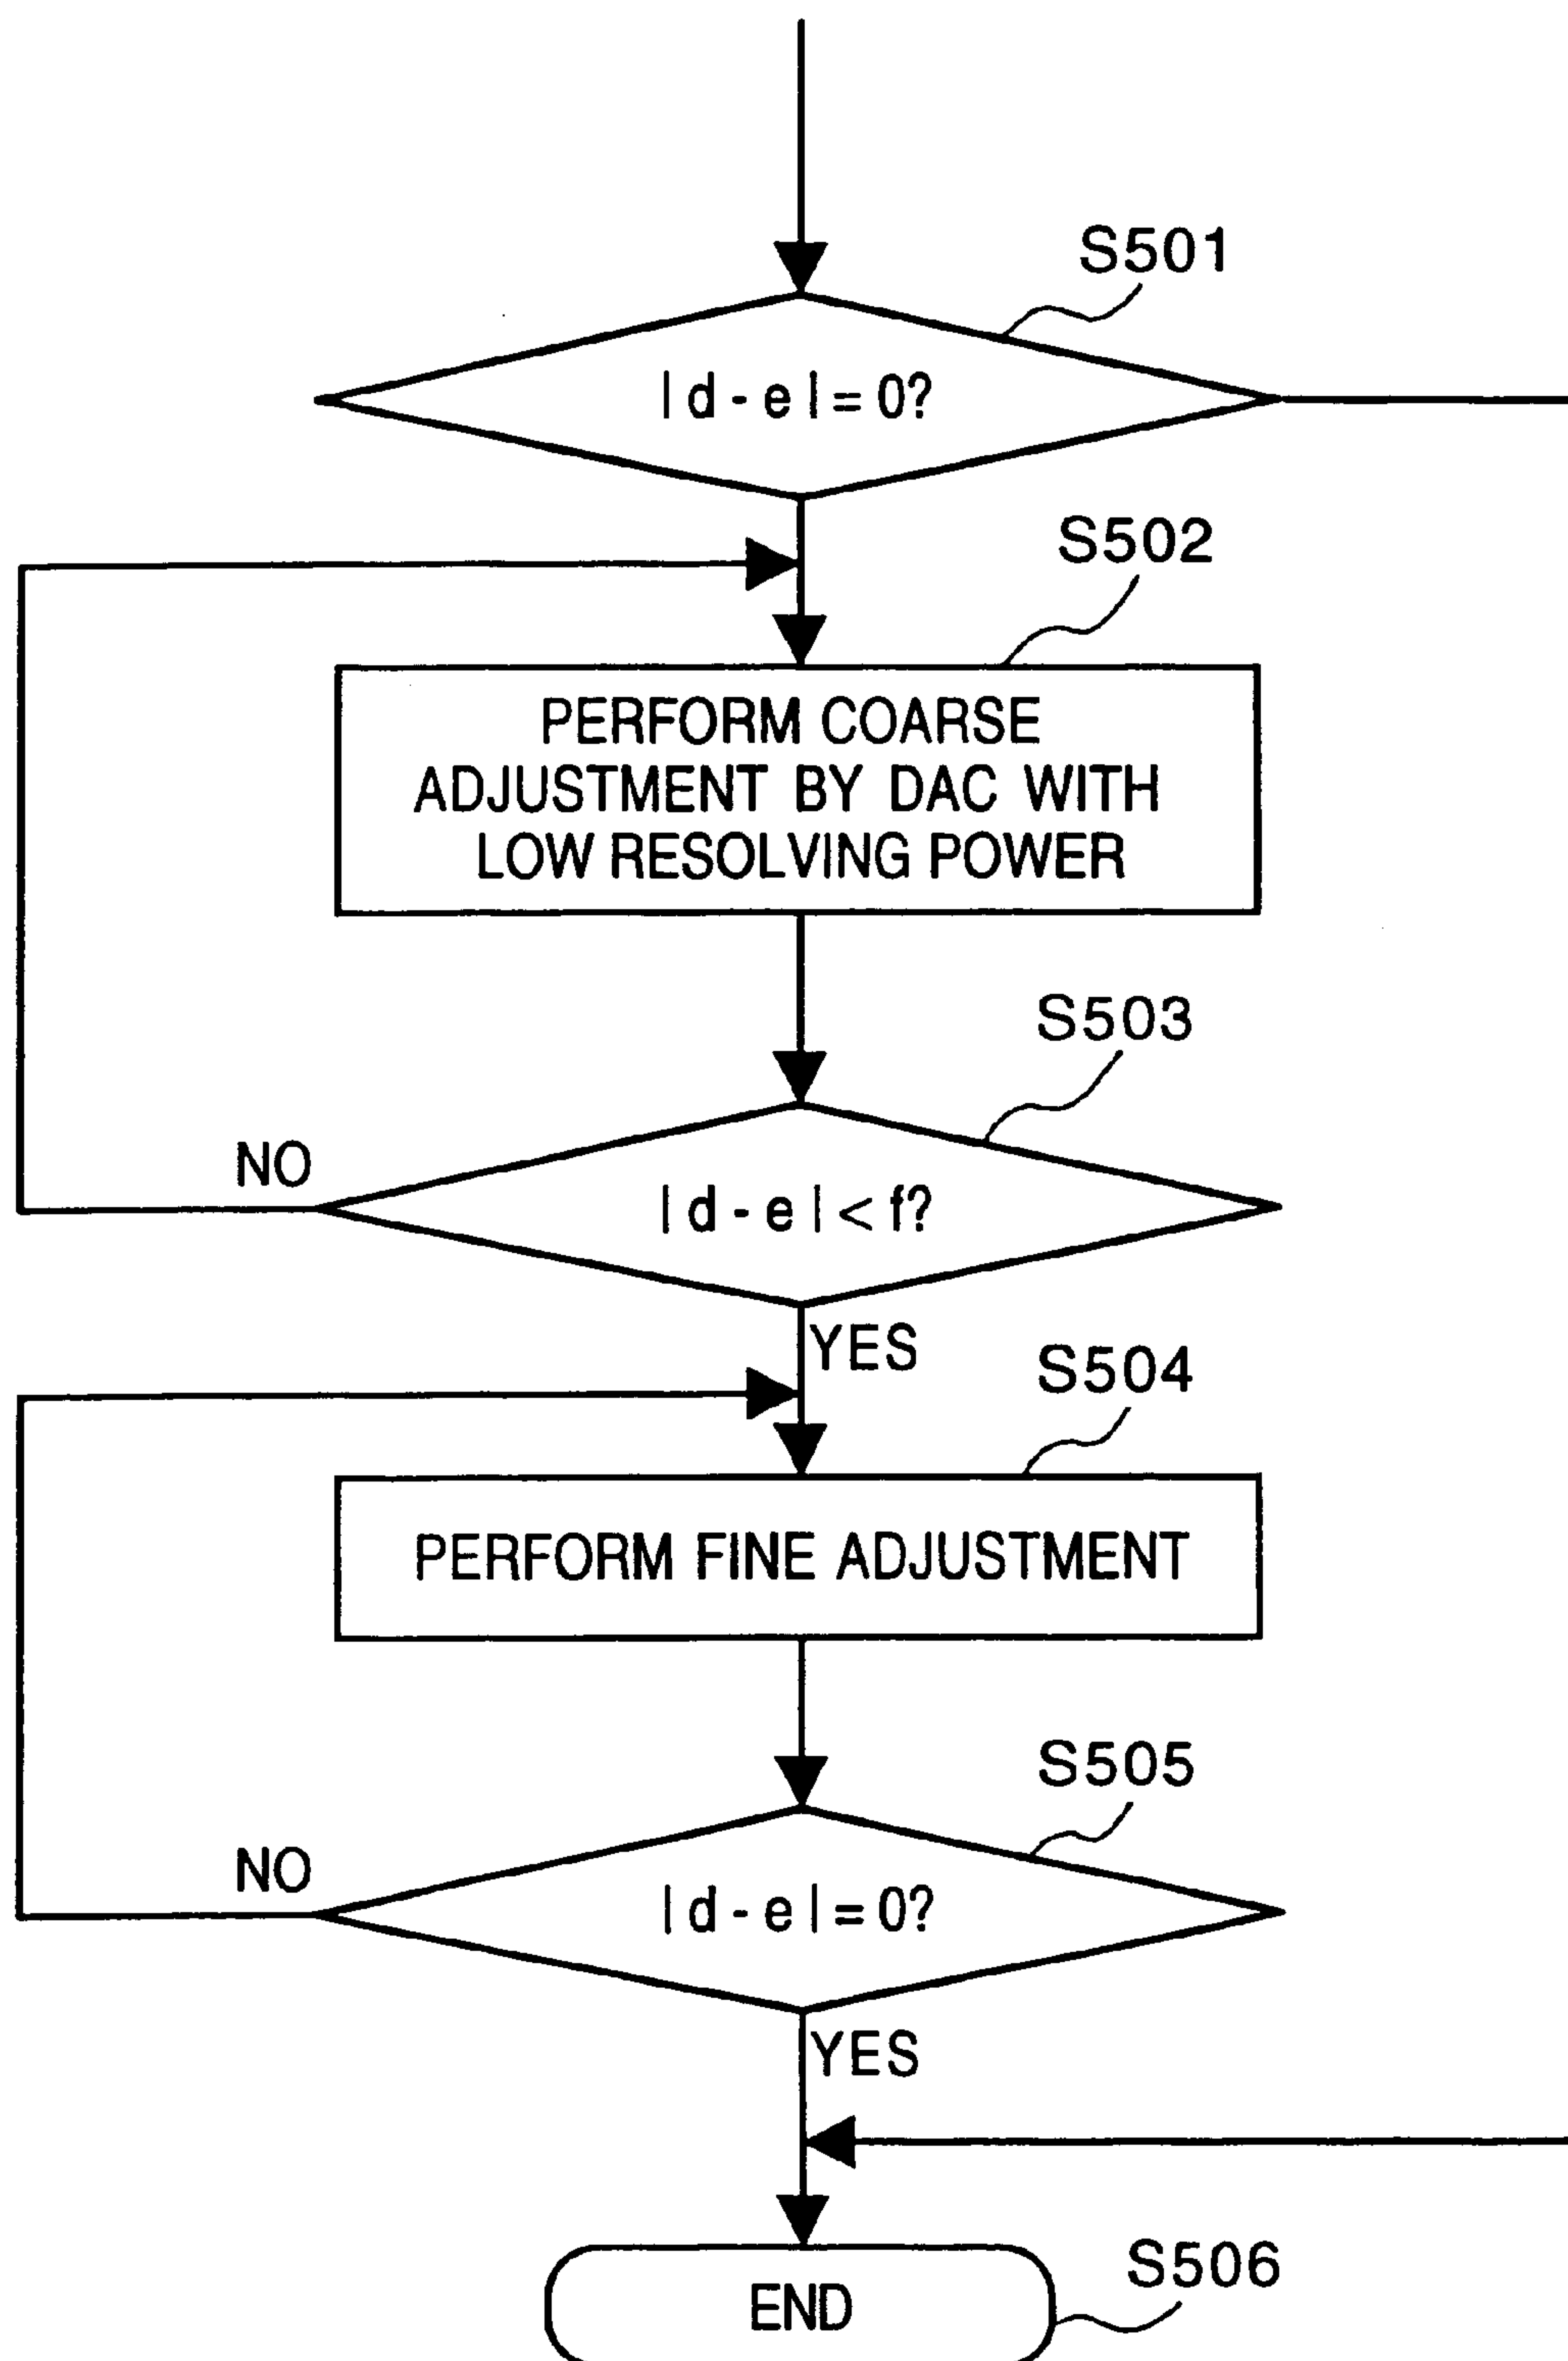 S501
| d - e | = 0?
S502
PERFORM COARSE
ADJUSTMENT BY DAC WITH
LOW RESOLVING POWER
S503
NO
| d - e | < f?
YES
S504
PERFORM FINE ADJUSTMENT
S505
NO
| d - e | = 0?
YES
S506
END